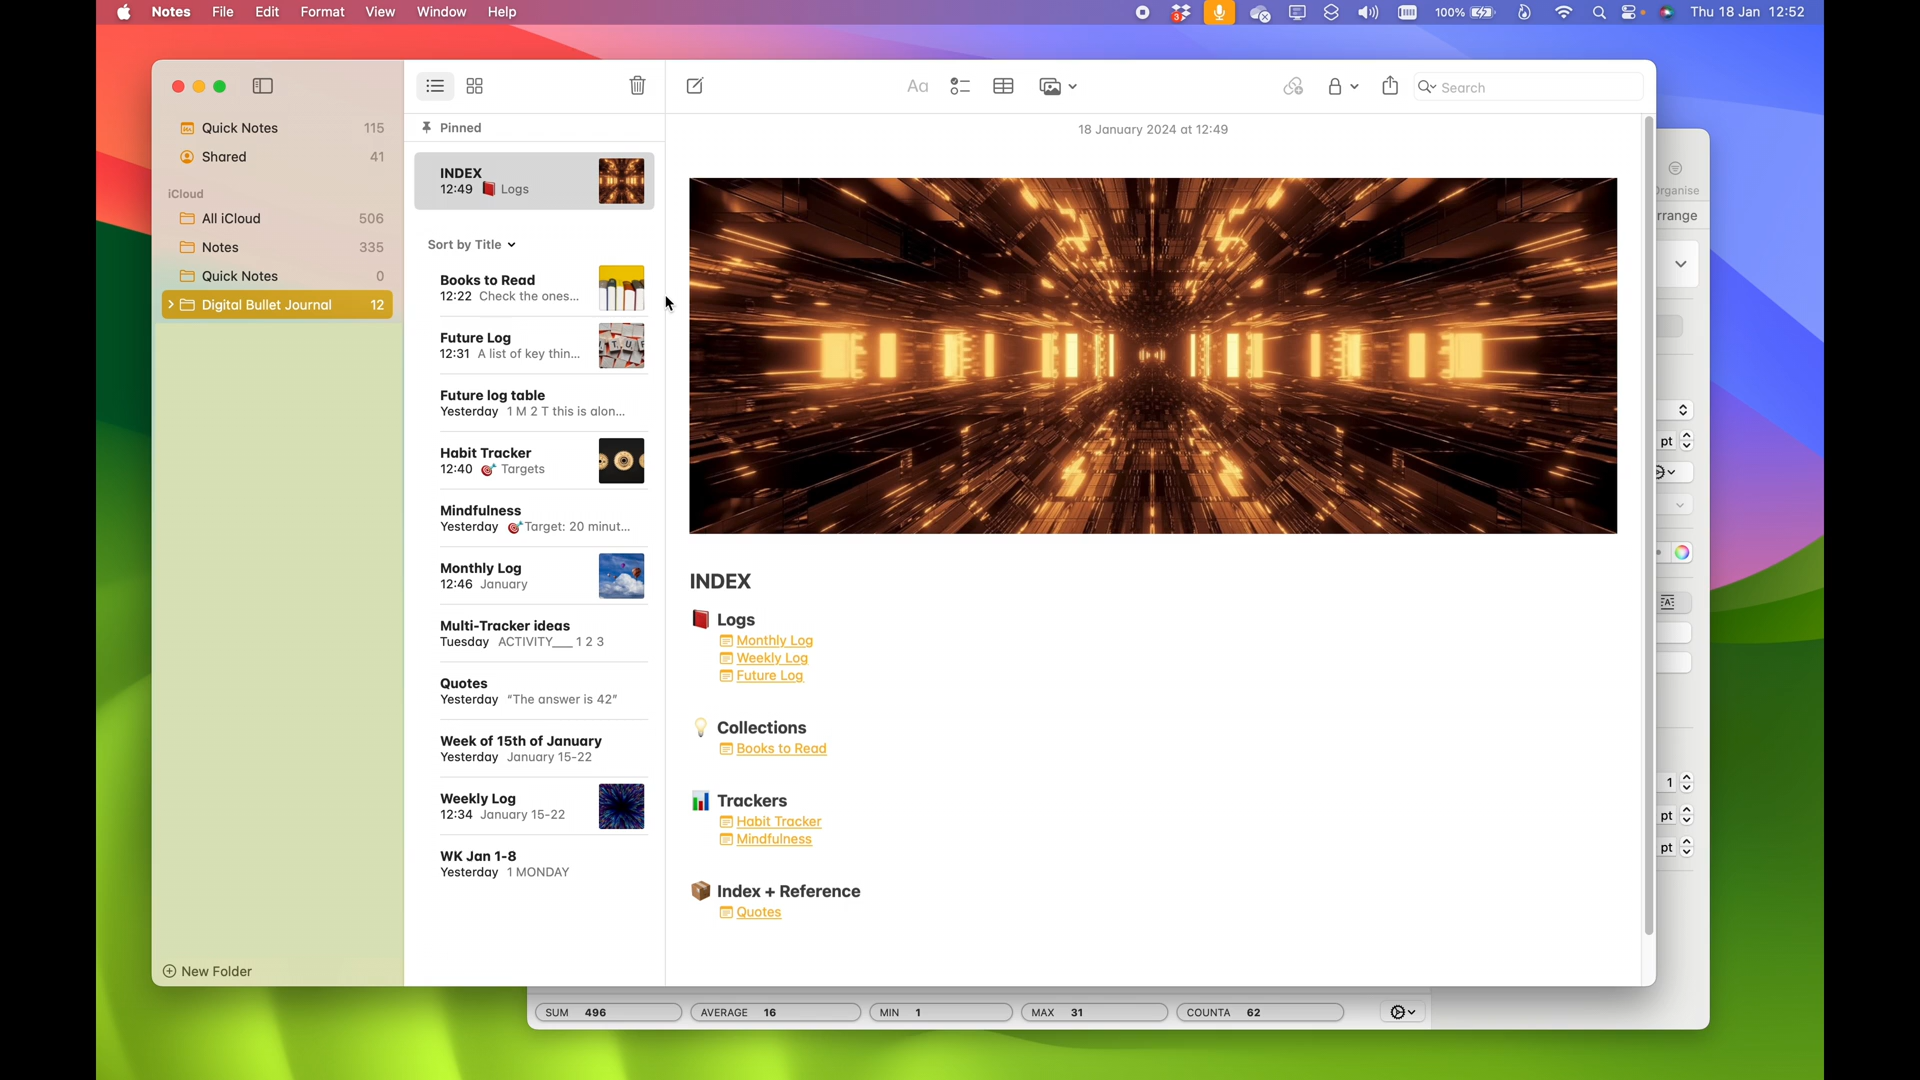 Notes File Edit Format View Window Help
3 100% Thu 18 Jan 12:52
Quick Notes 115
Shared 41
iCloud
All iCloud 506
Notes 335
Quick Notes 0
Digital Bullet Journal 12
New Folder
Pinned
INDEX
12:49 📕 Logs
Sort by Title
Books to Read
12:22 Check the ones...
Future Log
12:31 A list of key thin...
Future log table
Yesterday 1 M 2 T this is alon...
Habit Tracker
12:40 🎯 Targets
Mindfulness
Yesterday 🎯Target: 20 minut...
Monthly Log
12:46 January
Multi-Tracker ideas
Tuesday ACTIVITY___ 1 2 3
Quotes
Yesterday “The answer is 42”
Week of 15th of January
Yesterday January 15-22
Weekly Log
12:34 January 15-22
WK Jan 1-8
Yesterday 1 MONDAY
Aa
Search
18 January 2024 at 12:49
INDEX
📕 Logs
Monthly Log
Weekly Log
Future Log
💡 Collections
Books to Read
📊 Trackers
Habit Tracker
Mindfulness
📦 Index + Reference
Quotes
rganise
rrange
pt
A
1
pt
pt
SUM 496 AVERAGE 16 MIN 1 MAX 31 COUNTA 62